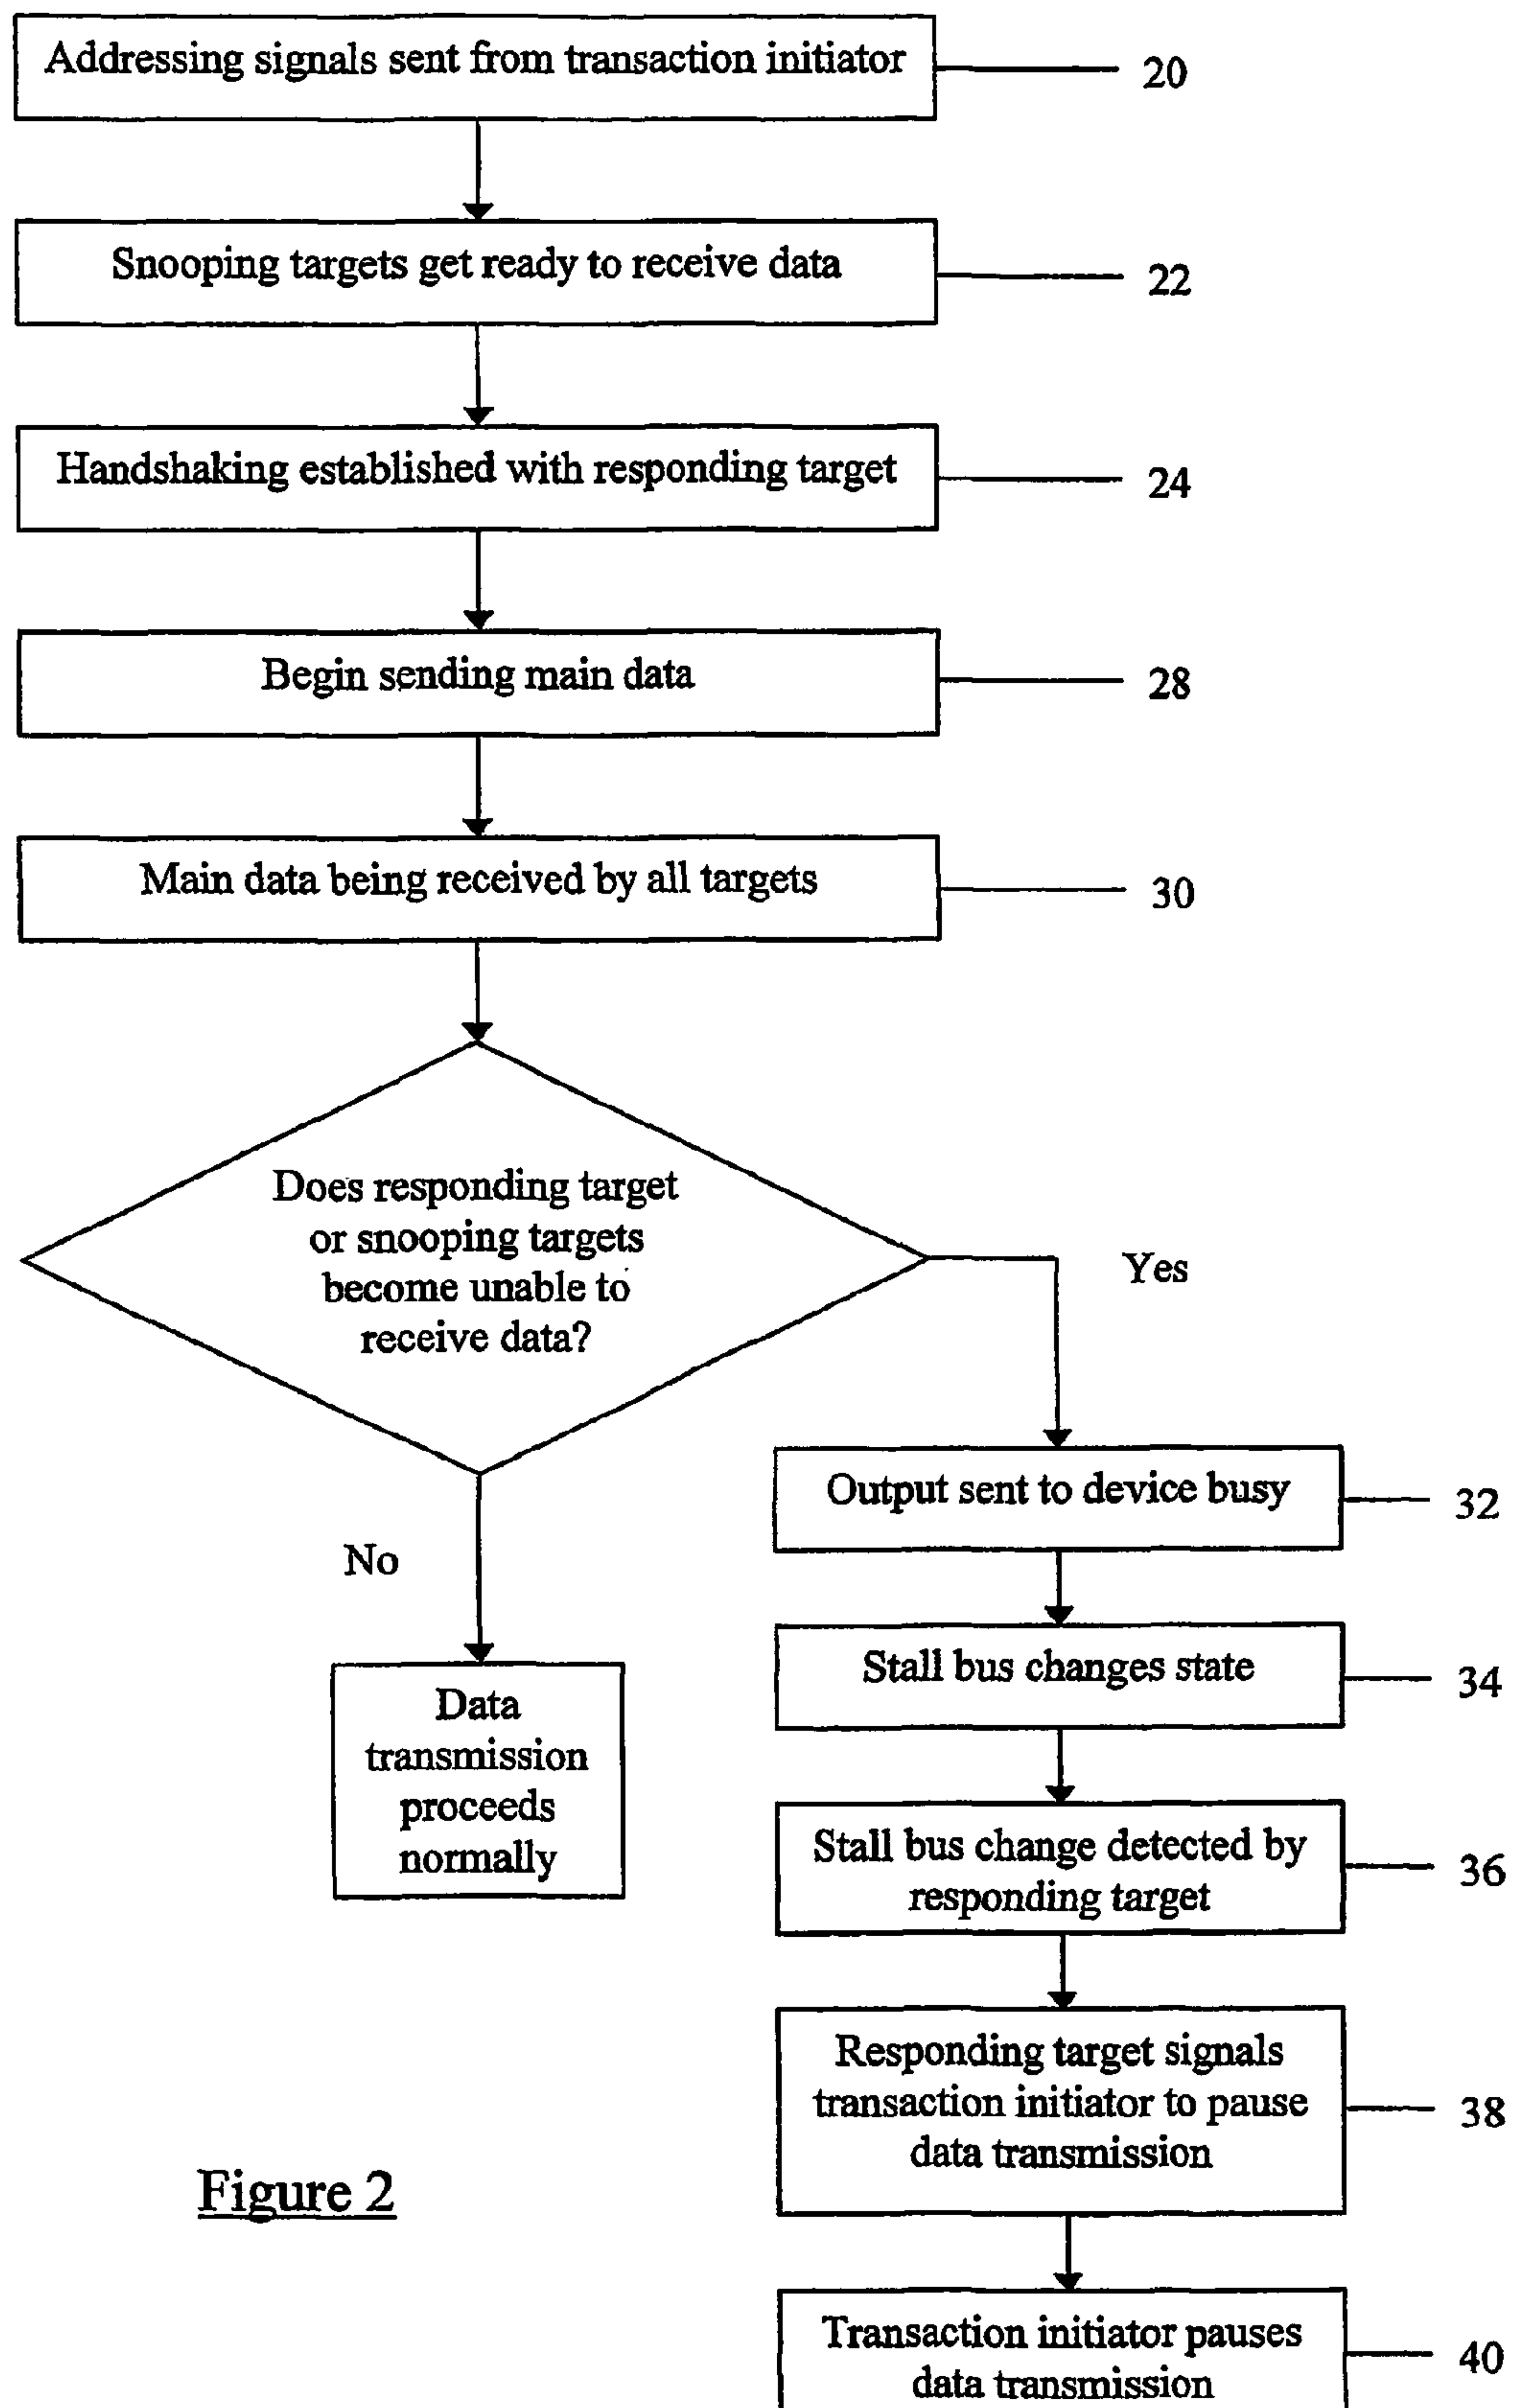 Addressing signals sent from transaction initiator
20
Snooping targets get ready to receive data
22
Handshaking established with responding target
24
Begin sending main data
28
Main data being received by all targets
30
Does responding target
or snooping targets
become unable to
receive data?
Yes
No
Output sent to device busy
32
Stall bus changes state
34
Data
transmission
proceeds
normally
Stall bus change detected by
responding target
36
Responding target signals
transaction initiator to pause
data transmission
38
Figure 2
Transaction initiator pauses
data transmission
40